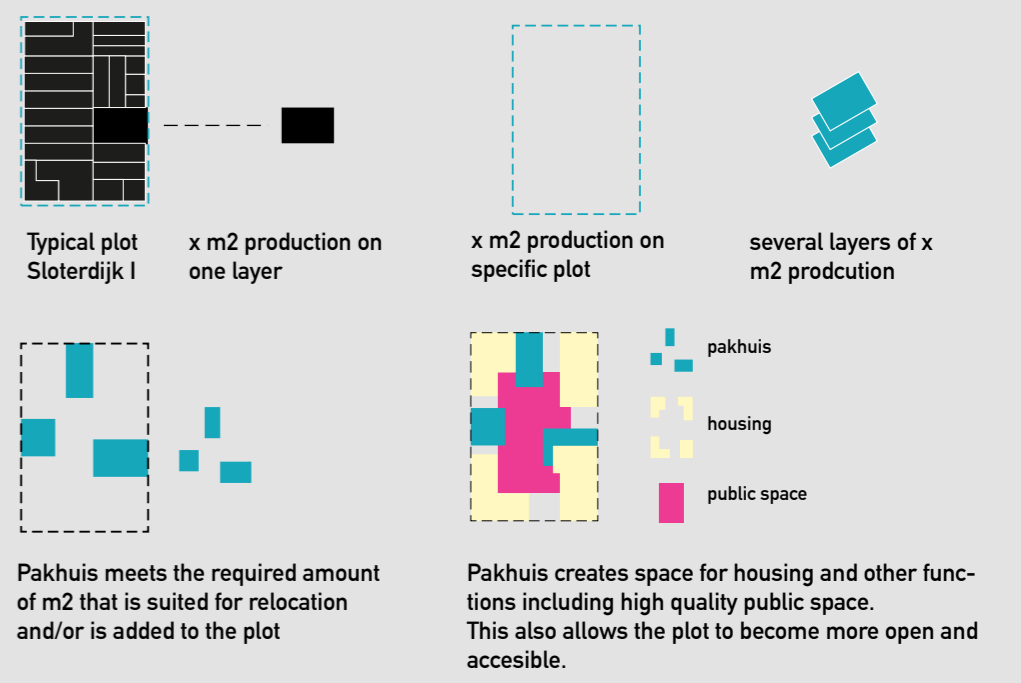 Typical plot
Sloterdijk I
x m2 production on
one layer
x m2 production on
specific plot
several layers of x
m2 prodcution
pakhuis
housing
public space
Pakhuis meets the required amount
of m2 that is suited for relocation
and/or is added to the plot
Pakhuis creates space for housing and other func-
tions including high quality public space.
This also allows the plot to become more open and
accesible.